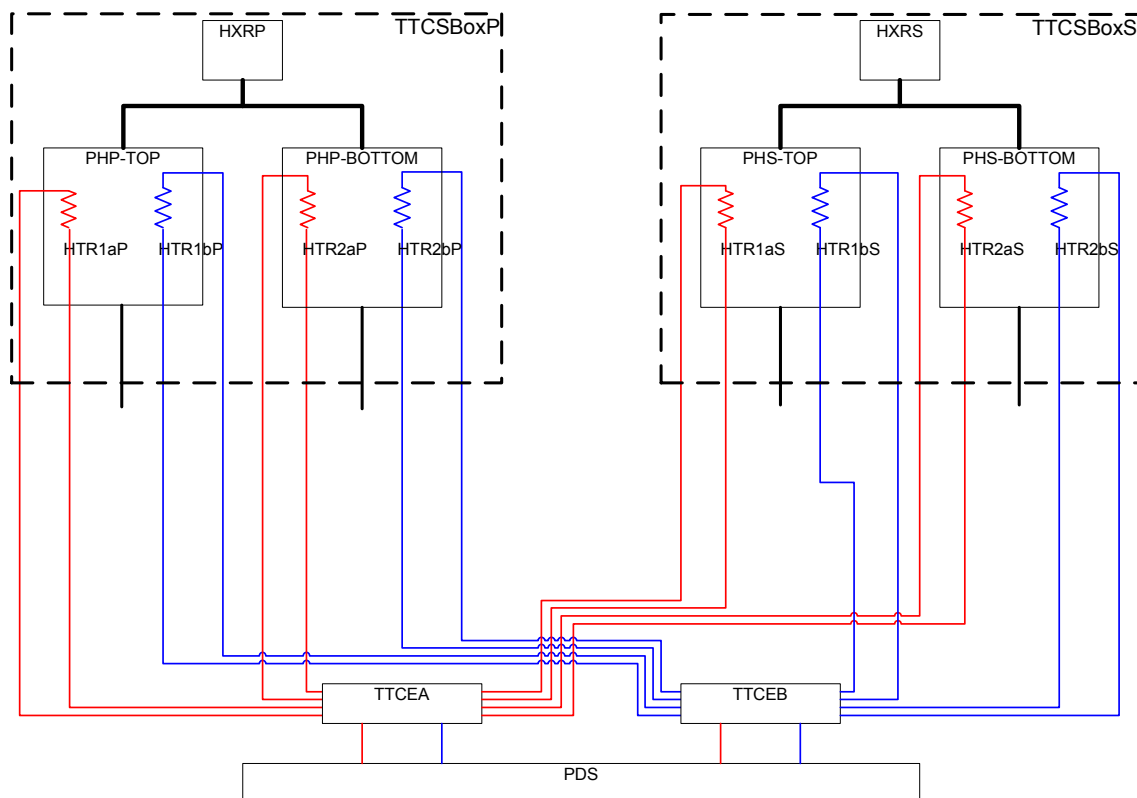 TTCSBoxP
TTCSBoxS
HXRP
HXRS
PHP-TOP
PHP-BOTTOM
PHS-TOP
PHS-BOTTOM
HTR1aP
HTR1bP
HTR2aP
HTR2bP
HTR1aS
HTR1bS
HTR2aS
HTR2bS
TTCEA
TTCEB
PDS